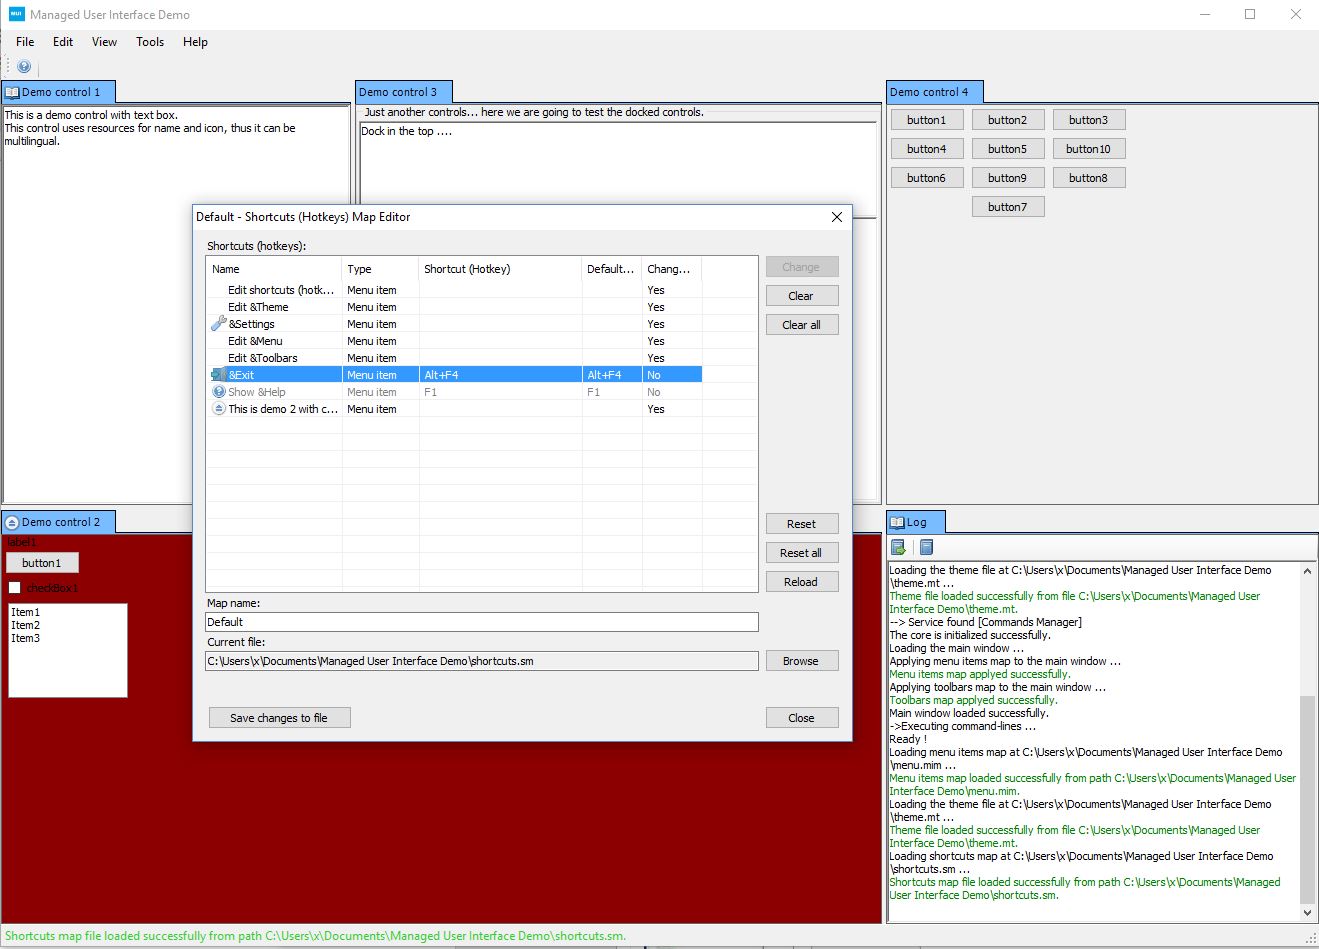 MUI Managed User Interface Demo
File Edit View Tools Help
Demo control 1
This is a demo control with text box.
This control uses resources for name and icon, thus it can be
multilingual.
Demo control 3
Just another controls... here we are going to test the docked controls.
Dock in the top ....
Demo control 4
button1 button2 button3
button4 button5 button10
button6 button9 button8
button7
Default - Shortcuts (Hotkeys) Map Editor
Shortcuts (hotkeys):
Name Type Shortcut (Hotkey) Default... Chang...
Edit shortcuts (hotk... Menu item Yes
Edit &Theme Menu item Yes
&Settings Menu item Yes
Edit &Menu Menu item Yes
Edit &Toolbars Menu item Yes
&Exit Menu item Alt+F4 Alt+F4 No
Show &Help Menu item F1 F1 No
This is demo 2 with c... Menu item Yes
Change
Clear
Clear all
Reset
Reset all
Reload
Map name:
Default
Current file:
C:\Users\x\Documents\Managed User Interface Demo\shortcuts.sm
Browse
Save changes to file
Close
Demo control 2
label1
button1
checkBox1
Item1
Item2
Item3
Log
Loading the theme file at C:\Users\x\Documents\Managed User Interface Demo
\theme.mt ...
Theme file loaded successfully from file C:\Users\x\Documents\Managed User
Interface Demo\theme.mt.
--> Service found [Commands Manager]
The core is initialized successfully.
Loading the main window ...
Applying menu items map to the main window ...
Menu items map applyed successfully.
Applying toolbars map to the main window ...
Toolbars map applyed successfully.
Main window loaded successfully.
->Executing command-lines ...
Ready !
Loading menu items map at C:\Users\x\Documents\Managed User Interface Demo
\menu.mim ...
Menu items map loaded successfully from path C:\Users\x\Documents\Managed User
Interface Demo\menu.mim.
Loading the theme file at C:\Users\x\Documents\Managed User Interface Demo
\theme.mt ...
Theme file loaded successfully from file C:\Users\x\Documents\Managed User
Interface Demo\theme.mt.
Loading shortcuts map at C:\Users\x\Documents\Managed User Interface Demo
\shortcuts.sm ...
Shortcuts map file loaded successfully from path C:\Users\x\Documents\Managed
User Interface Demo\shortcuts.sm.
Shortcuts map file loaded successfully from path C:\Users\x\Documents\Managed User Interface Demo\shortcuts.sm.